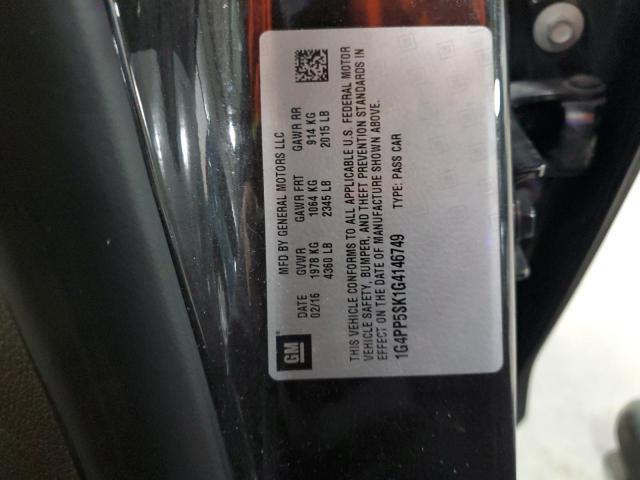 GM
MFD BY GENERAL MOTORS LLC
DATE GVWR GAWR FRT GAWR RR
02/16 1978 KG 1064 KG 914 KG
4360 LB 2345 LB 2015 LB
THIS VEHICLE CONFORMS TO ALL APPLICABLE U.S. FEDERAL MOTOR
VEHICLE SAFETY, BUMPER, AND THEFT PREVENTION STANDARDS IN
EFFECT ON THE DATE OF MANUFACTURE SHOWN ABOVE.
1G4PP5SK1G4146749 TYPE: PASS CAR